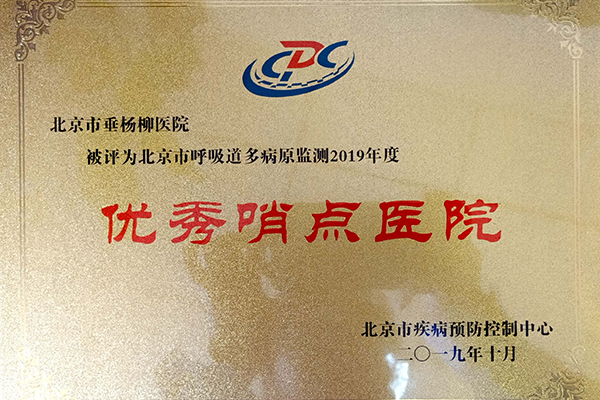 CDC
北京市垂杨柳医院
被评为北京市呼吸道多病原监测2019年度
优秀哨点医院
北京市疾病预防控制中心
二〇一九年十月